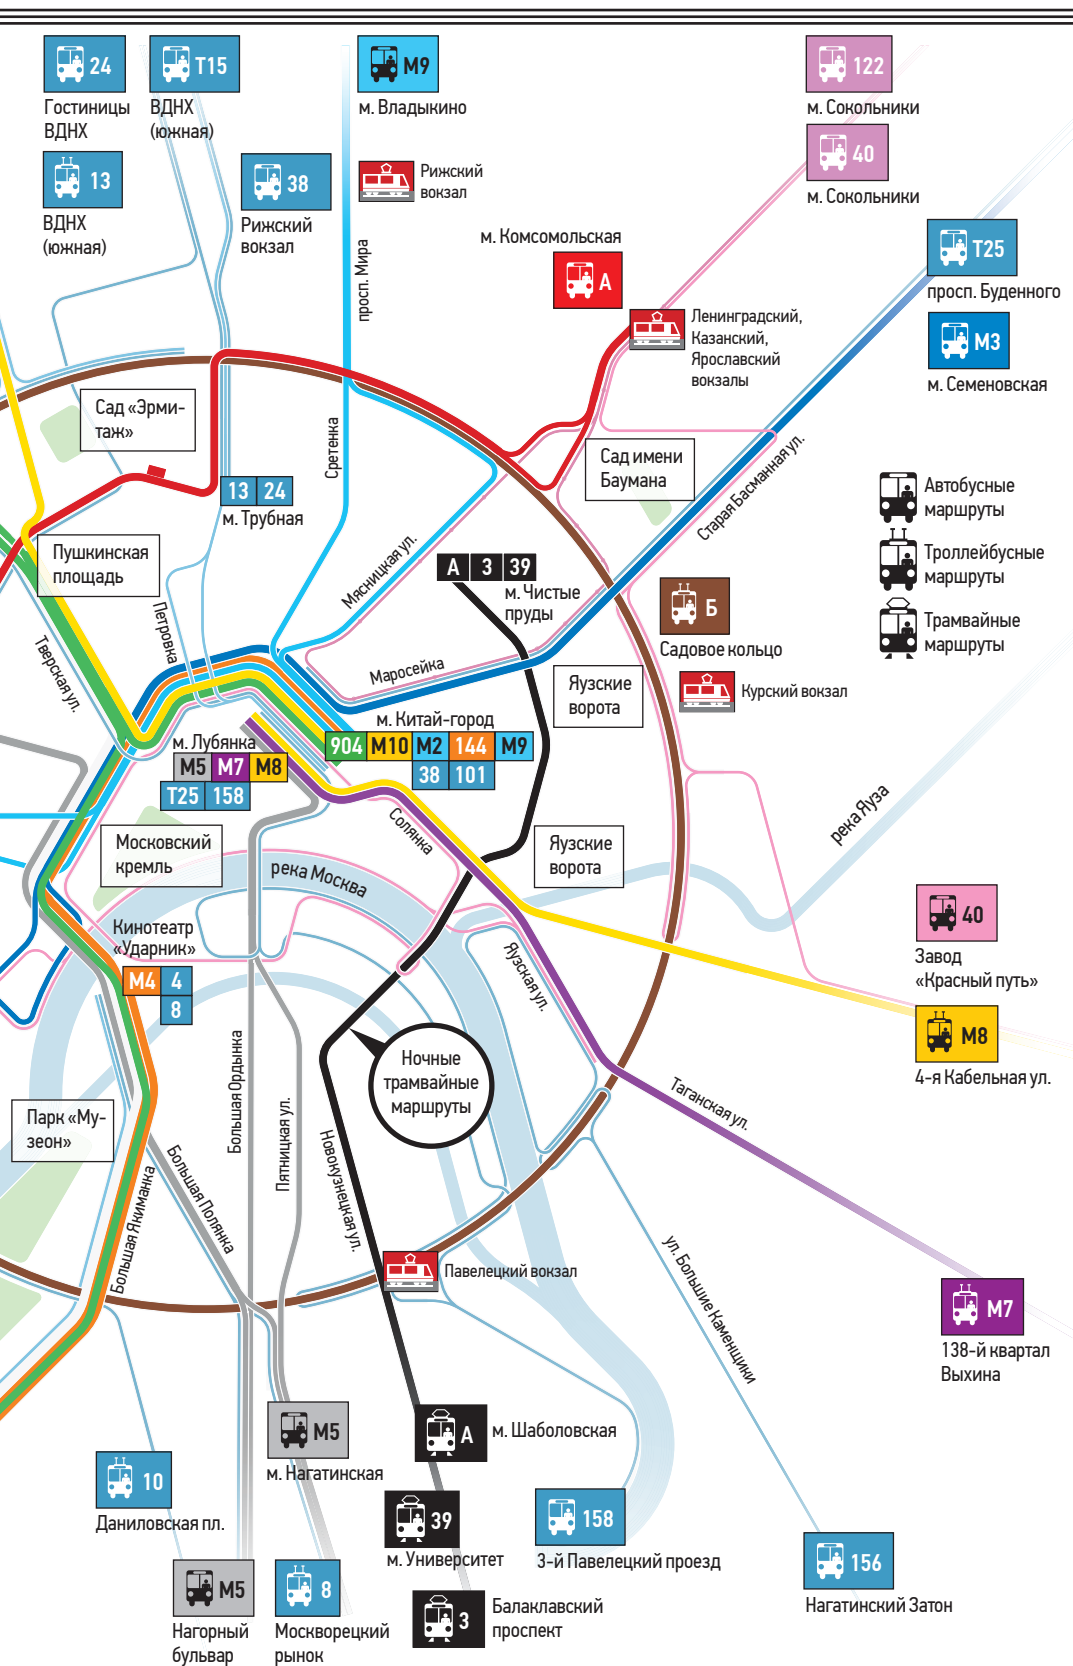 24
Гостиницы
ВДНХ
Т15
ВДНХ
(южная)
М9
м. Владыкино
122
м. Сокольники
40
м. Сокольники
13
ВДНХ
(южная)
38
Рижский
вокзал
Рижский
вокзал
просп. Мира
м. Комсомольская
А
Ленинградский,
Казанский,
Ярославский
вокзалы
Т25
просп. Буденного
М3
м. Семеновская
Сад «Эрми-
таж»
Сретенка
Сад имени
Баумана
Старая Басманная ул.
13 24
м. Трубная
Автобусные
маршруты
Троллейбусные
маршруты
Трамвайные
маршруты
Пушкинская
площадь
Мясницкая ул.
А 3 39
м. Чистые
пруды
Б
Садовое кольцо
Курский вокзал
Петровка
Тверская ул.
Маросейка
Яузские
ворота
м. Китай-город
904 М10 М2 144 М9
38 101
м. Лубянка
М5 М7 М8
Т25 158
Солянка
река Яуза
Московский
кремль
Яузские
ворота
река Москва
40
Завод
«Красный путь»
Кинотеатр
«Ударник»
М4 4
8
Яузская ул.
М8
4-я Кабельная ул.
Большая Ордынка
Ночные
трамвайные
маршруты
Таганская ул.
Парк «Му-
зеон»
Пятницкая ул.
Новокузнецкая ул.
Большая Полянка
Большая Якиманка
Павелецкий вокзал
ул. Большие Каменщики
М7
138-й квартал
Выхина
М5
м. Нагатинская
А
м. Шаболовская
10
Даниловская пл.
39
м. Университет
158
3-й Павелецкий проезд
156
Нагатинский Затон
М5
Нагорный
бульвар
8
Москворецкий
рынок
3
Балаклавский
проспект